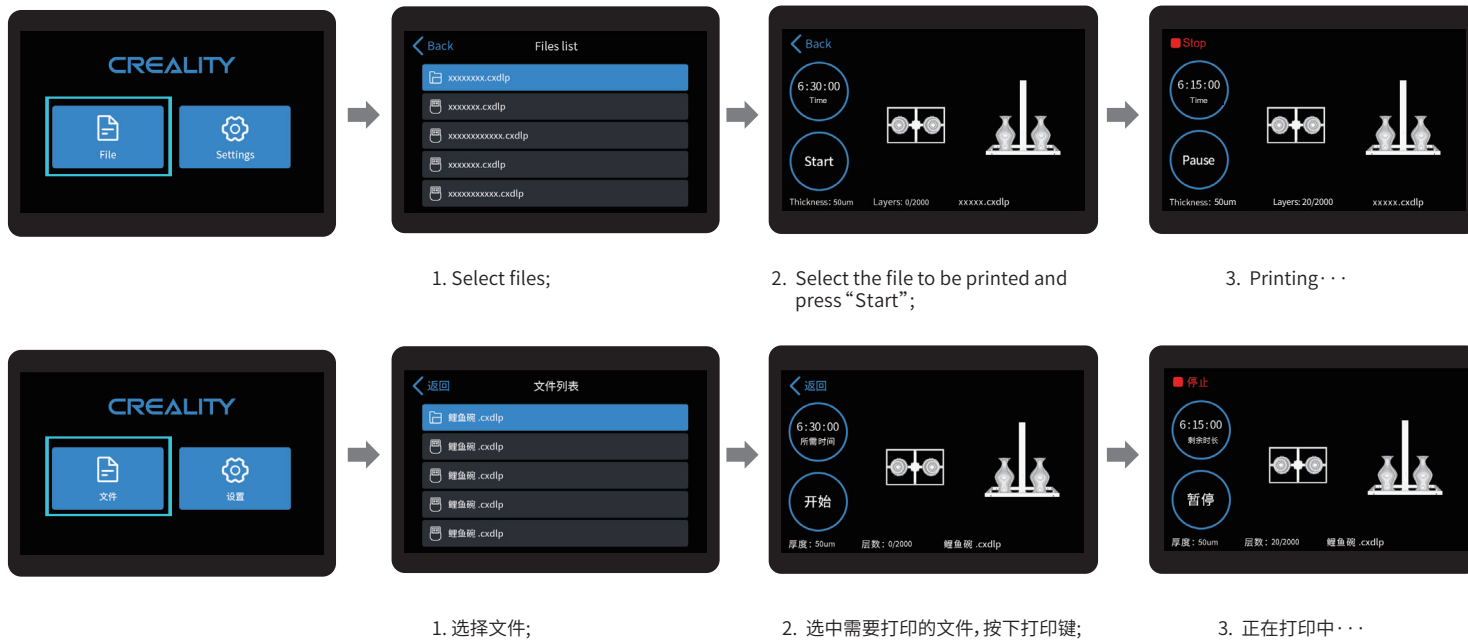 CREALITY
File
Settings
Back
Files list
xxxxxxxx.cxdlp
xxxxxxx.cxdlp
xxxxxxxxxxxx.cxdlp
xxxxxxx.cxdlp
xxxxxxxxxxx.cxdlp
Back
6:30:00
Time
Start
Thickness: 50um Layers: 0/2000 xxxxx.cxdlp
Stop
6:15:00
Time
Pause
Thickness: 50um Layers: 20/2000 xxxxx.cxdlp
1. Select files;
2. Select the file to be printed and
press “Start”;
3. Printing···
CREALITY
文件
设置
返回
文件列表
鲤鱼碗 .cxdlp
鲤鱼碗 .cxdlp
鲤鱼碗 .cxdlp
鲤鱼碗 .cxdlp
鲤鱼碗 .cxdlp
返回
6:30:00
所需时间
开始
厚度：50um 层数：0/2000 鲤鱼碗 .cxdlp
停止
6:15:00
剩余时长
暂停
厚度：50um 层数：20/2000 鲤鱼碗 .cxdlp
1. 选择文件;
2. 选中需要打印的文件，按下打印键;
3. 正在打印中···